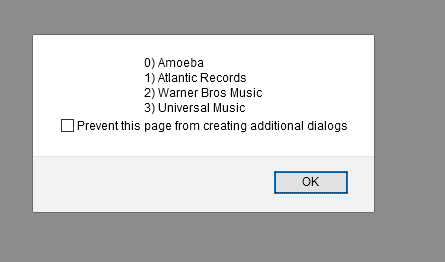 0) Amoeba
1) Atlantic Records
2) Warner Bros Music
3) Universal Music
Prevent this page from creating additional dialogs
OK